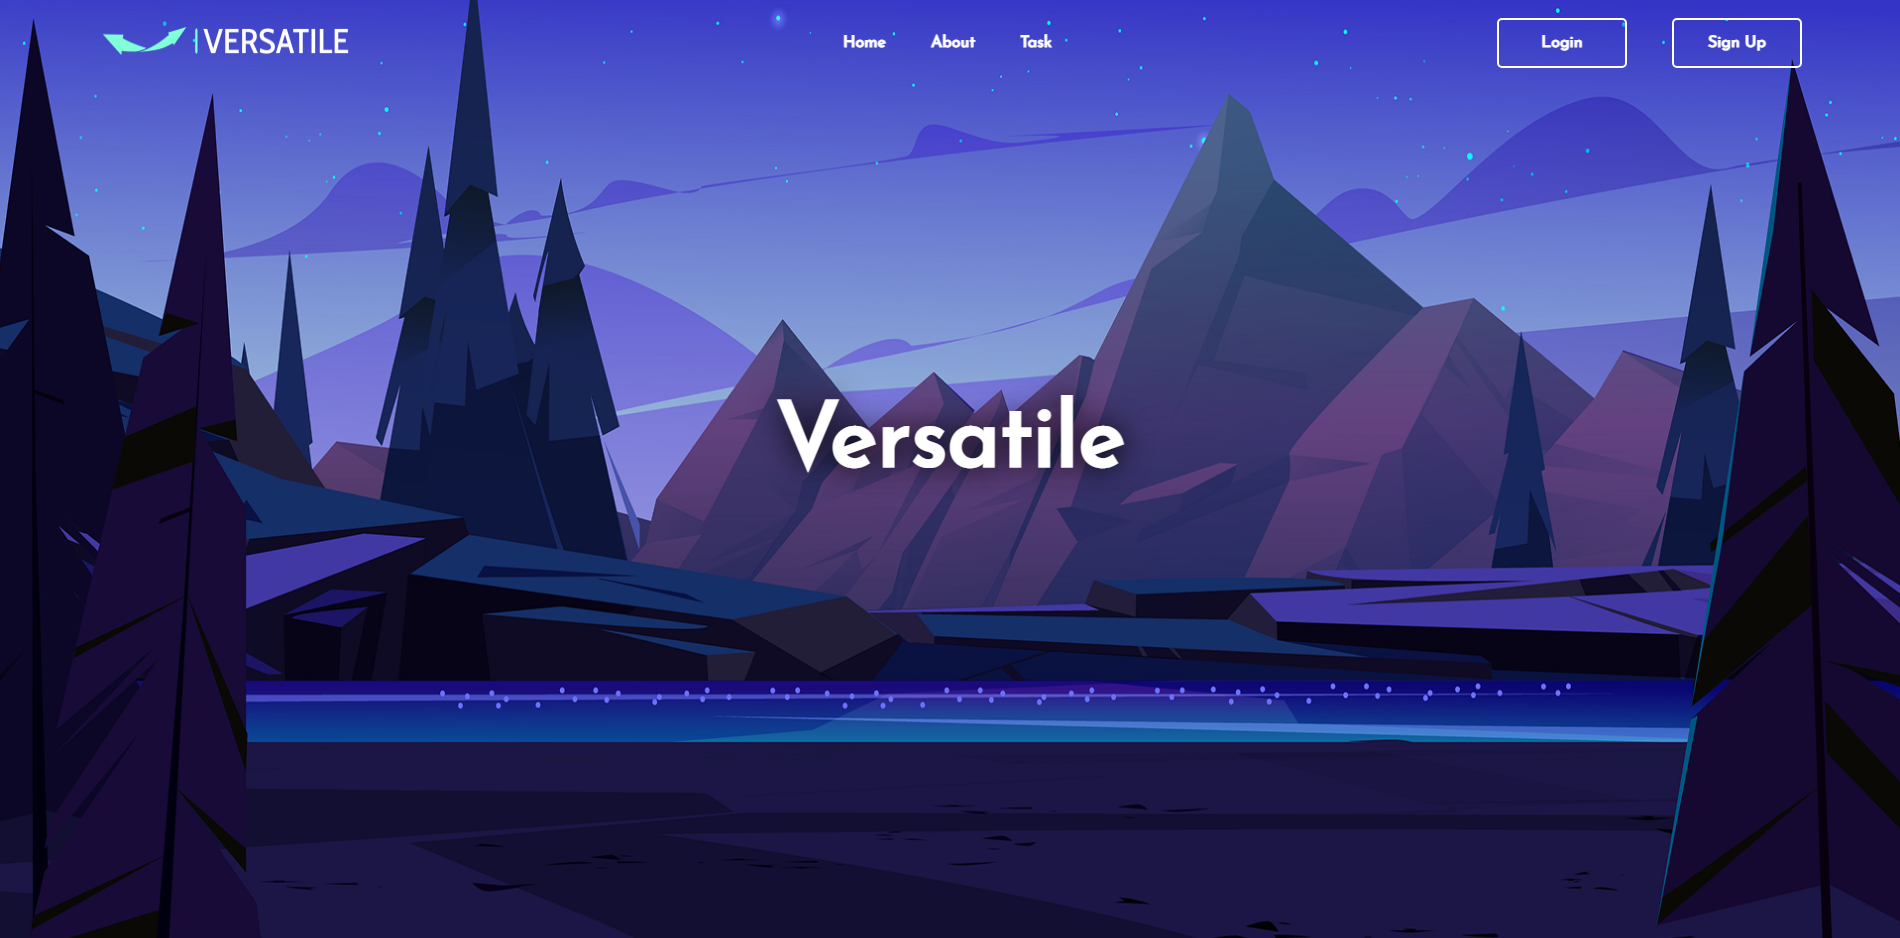 VERSATILE
Home About Task
Login Sign Up
Versatile